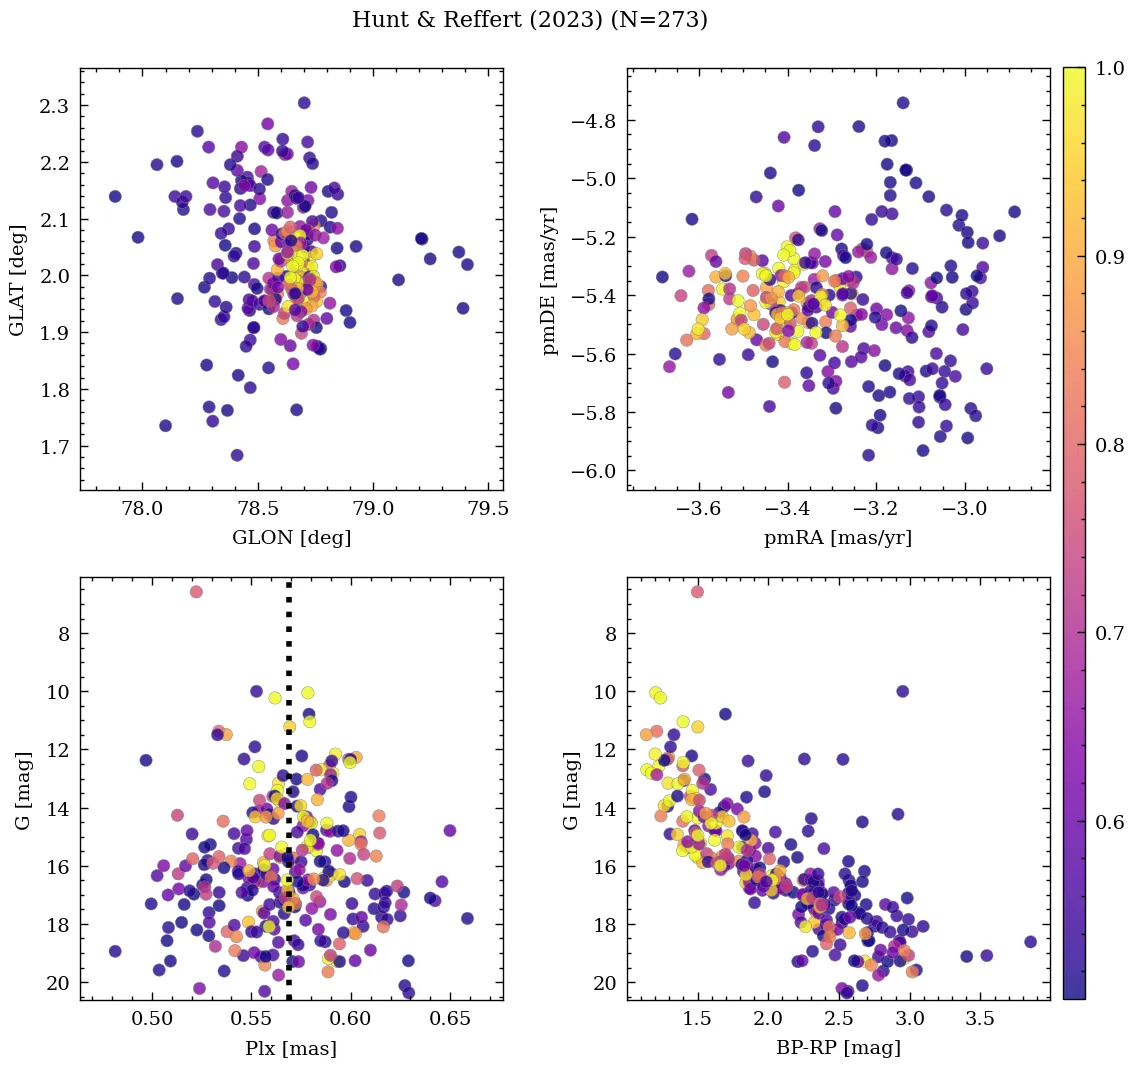 Hunt & Reffert (2023) (N=273)
2.3
2.2
2.1
2.0
1.9
1.8
1.7
GLAT [deg]
78.0 78.5 79.0 79.5
GLON [deg]
−4.8
−5.0
−5.2
−5.4
−5.6
−5.8
−6.0
pmDE [mas/yr]
−3.6 −3.4 −3.2 −3.0
pmRA [mas/yr]
8
10
12
14
16
18
20
G [mag]
0.50 0.55 0.60 0.65
Plx [mas]
8
10
12
14
16
18
20
G [mag]
1.5 2.0 2.5 3.0 3.5
BP-RP [mag]
1.0
0.9
0.8
0.7
0.6